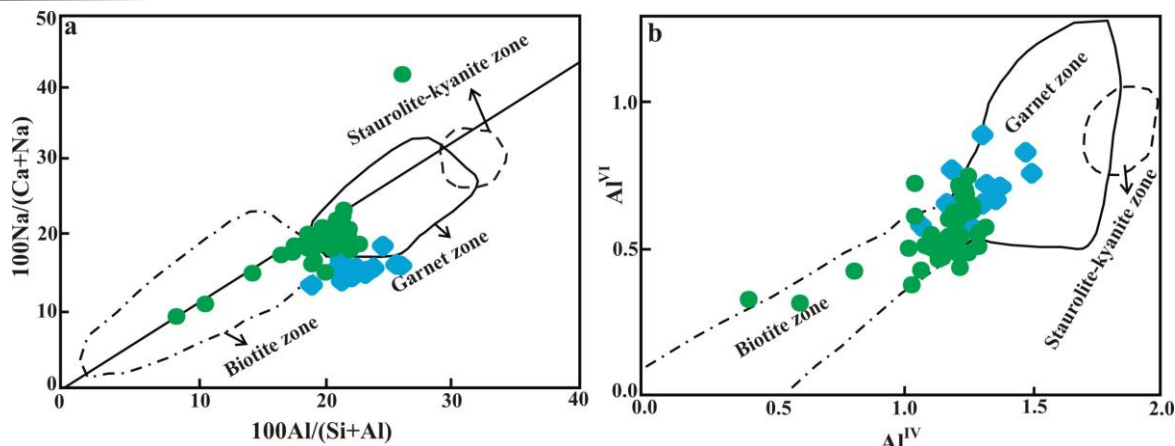 a
50
40
30
20
10
0
100Na/(Ca+Na)
Staurolite-kyanite zone
Garnet zone
Biotite zone
0 10 20 30 40
100Al/(Si+Al)
b
1.0
0.5
0.0
Al^VI
Garnet zone
Biotite zone
Staurolite-kyanite zone
0.0 0.5 1.0 1.5 2.0
Al^IV